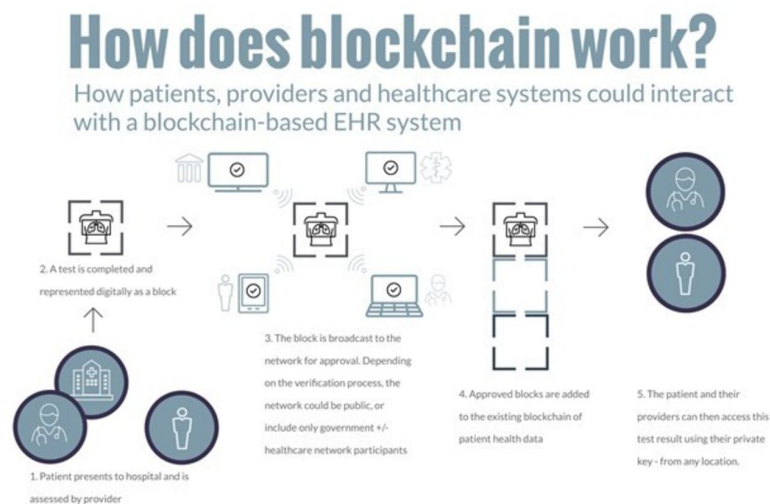 How does blockchain work?
How patients, providers and healthcare systems could interact
with a blockchain-based EHR system
1. Patient presents to hospital and is
assessed by provider
2. A test is completed and
represented digitally as a block
3. The block is broadcast to the
network for approval. Depending
on the verification process, the
network could be public, or
include only government +/-
healthcare network participants
4. Approved blocks are added
to the existing blockchain of
patient health data
5. The patient and their
providers can then access this
test result using their private
key - from any location.